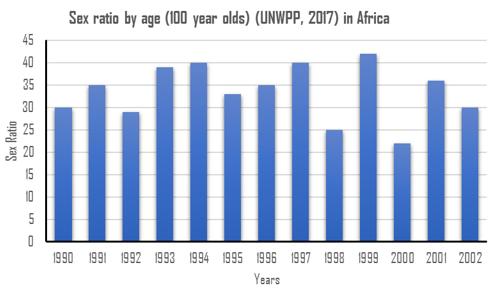 Sex ratio by age (100 year olds) (UNWPP, 2017) in Africa
45
40
35
30
25
20
15
10
5
0
Sex Ratio
1990 1991 1992 1993 1994 1995 1996 1997 1998 1999 2000 2001 2002
Years